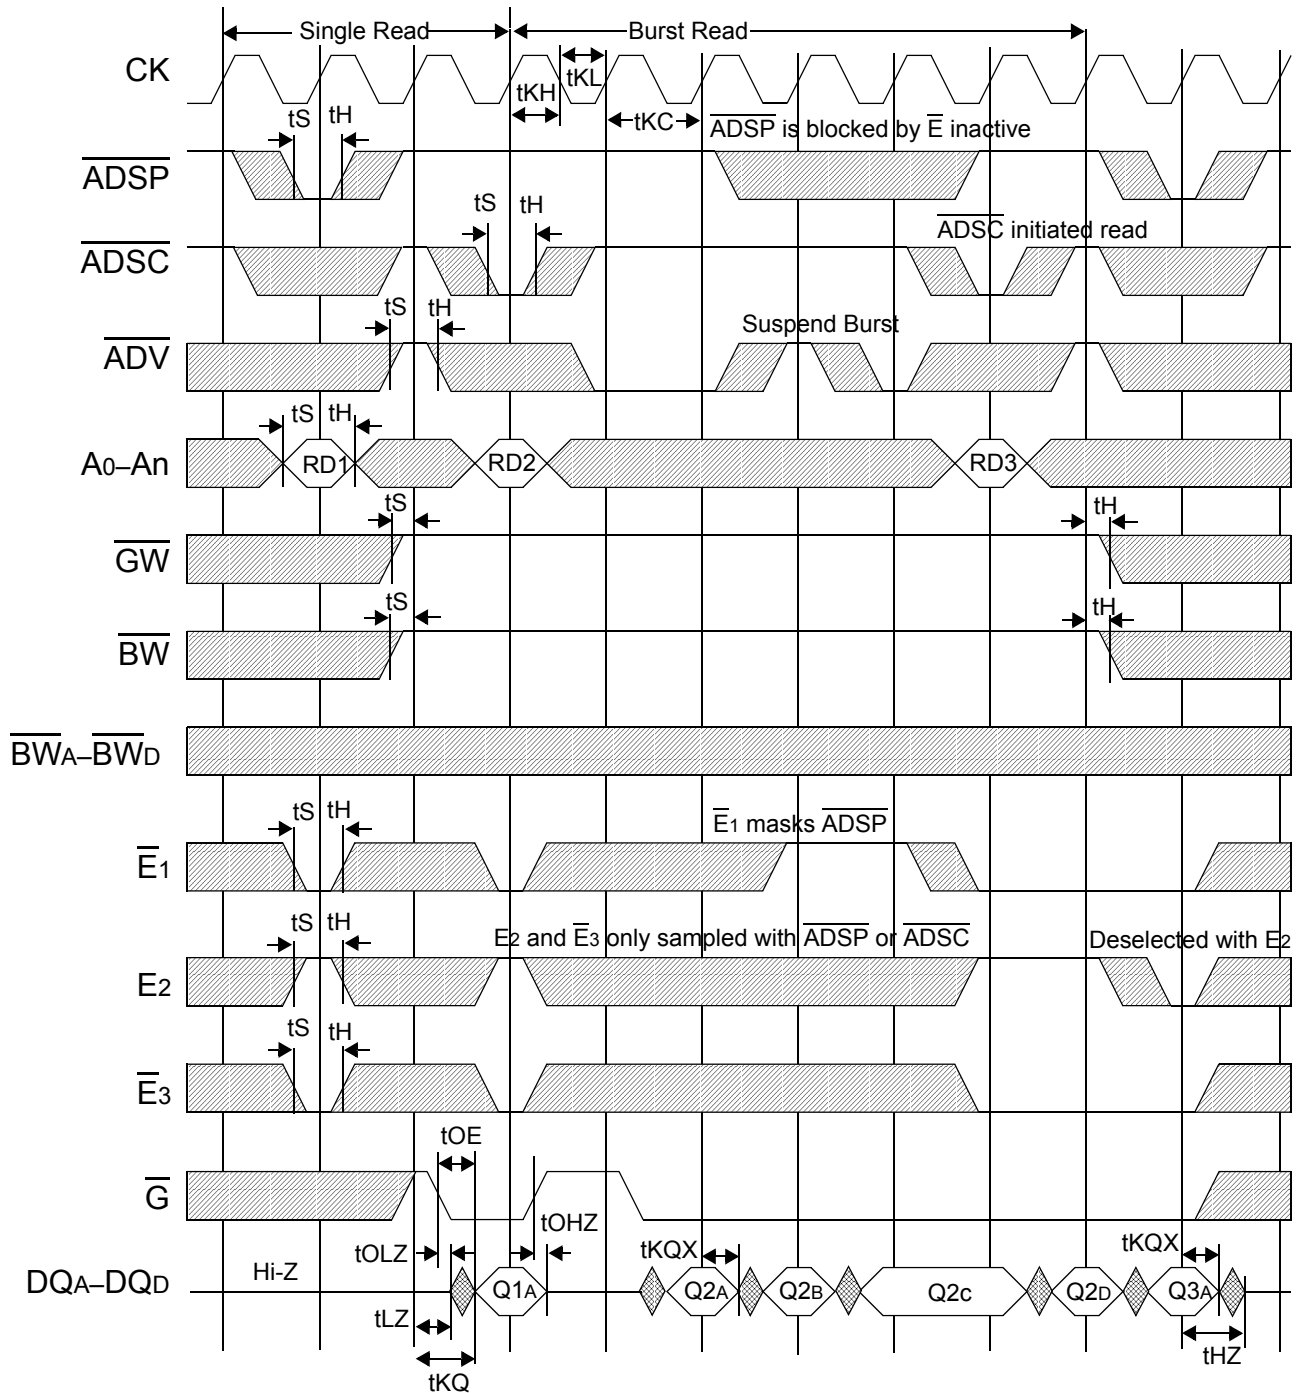 Single Read Burst Read
CK
tKH tKL
tKC
tS tH
ADSP is blocked by E inactive
ADSP
tS tH
ADSC initiated read
ADSC
tS tH
Suspend Burst
ADV
tS tH
A0–An RD1 RD2 RD3
tS tH
GW
tS tH
BW
BWA–BWD
tS tH
E1 masks ADSP
E1
tS tH
E2 and E3 only sampled with ADSP or ADSC
Deselected with E2
E2
tS tH
E3
tOE
G
tOHZ
tOLZ tKQX tKQX
DQA–DQD Hi-Z Q1A Q2A Q2B Q2c Q2D Q3A
tLZ tHZ
tKQ